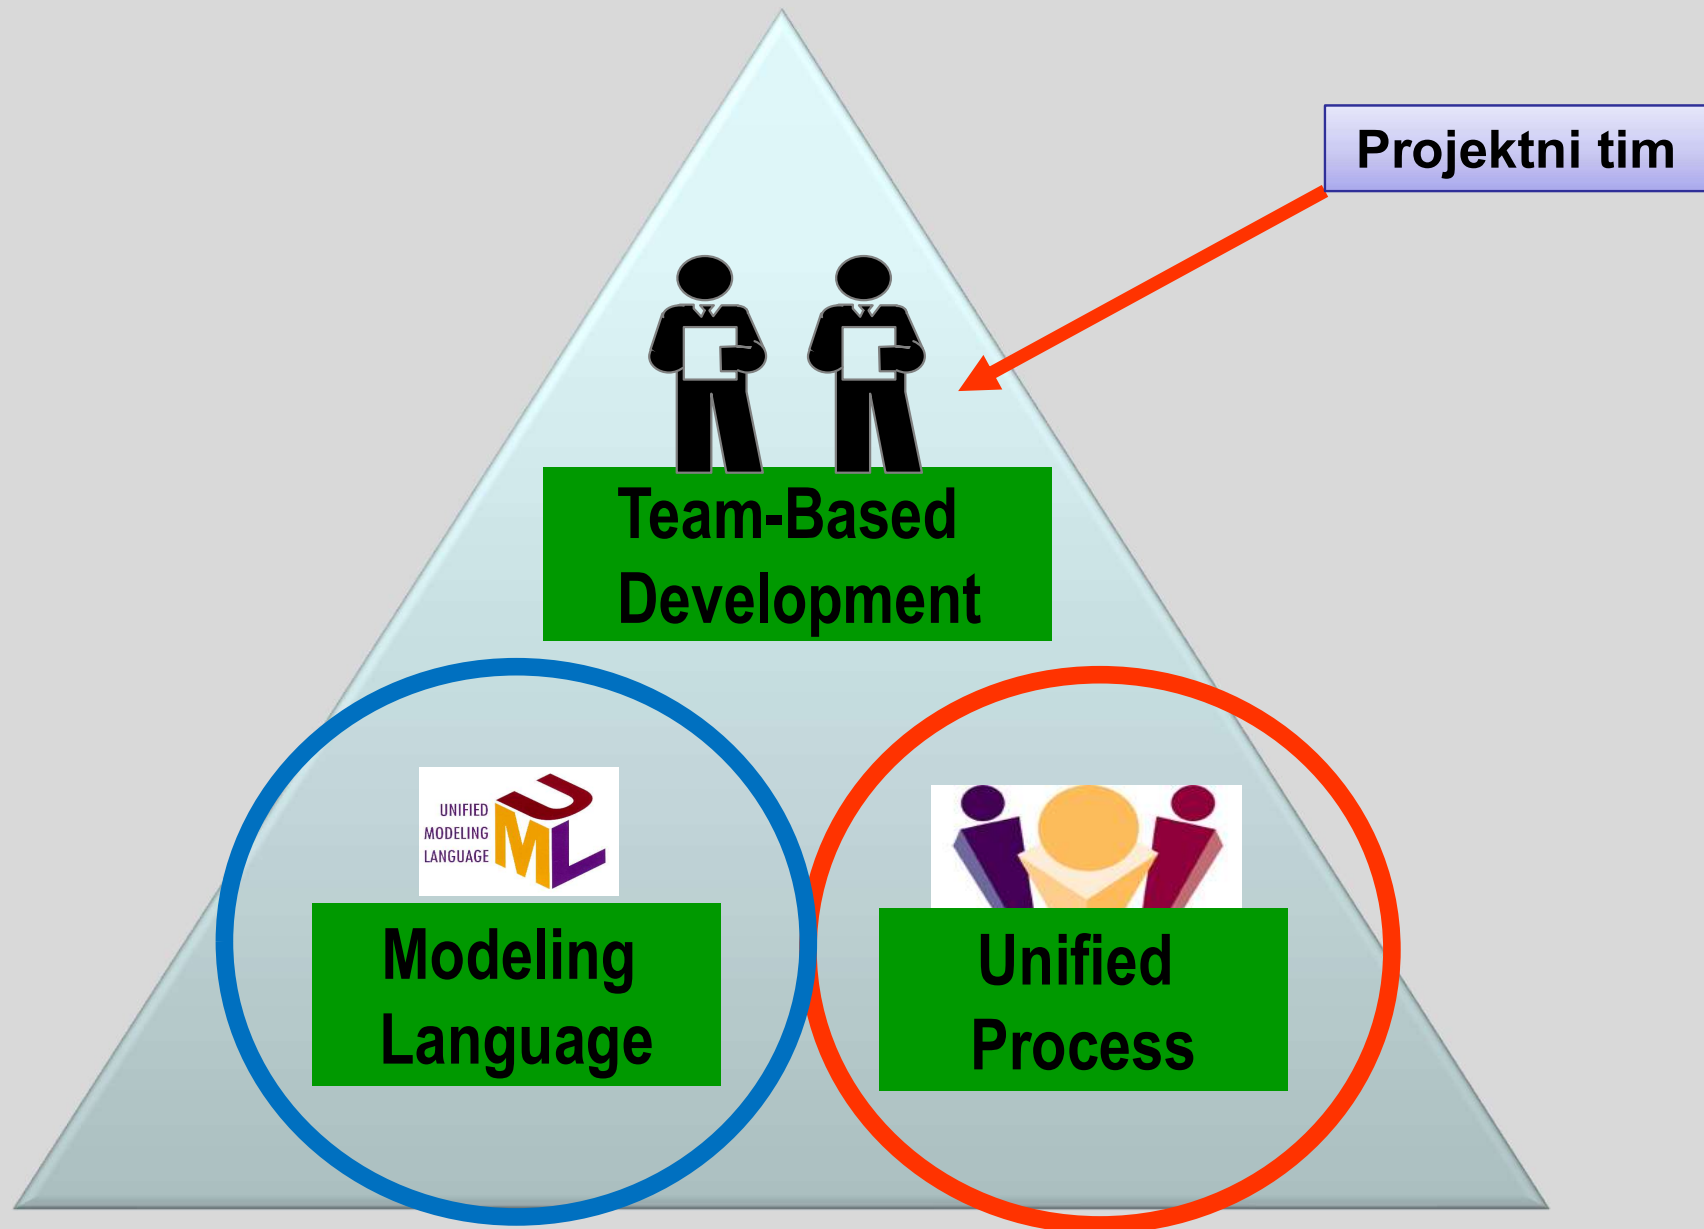 Projektni tim
Team-Based
Development
UNIFIED
MODELING
LANGUAGE
UML
Modeling
Language
Unified
Process